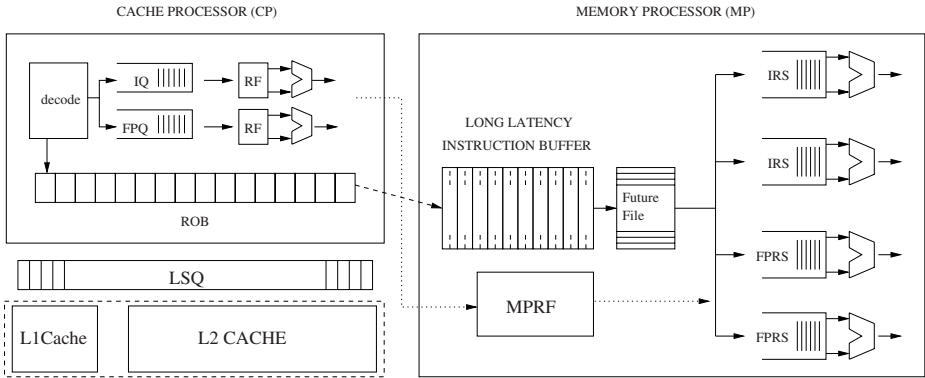 CACHE PROCESSOR (CP)
MEMORY PROCESSOR (MP)
decode
IQ
RF
FPQ
RF
ROB
LSQ
L1Cache
L2 CACHE
LONG LATENCY
INSTRUCTION BUFFER
Future
File
MPRF
IRS
IRS
FPRS
FPRS